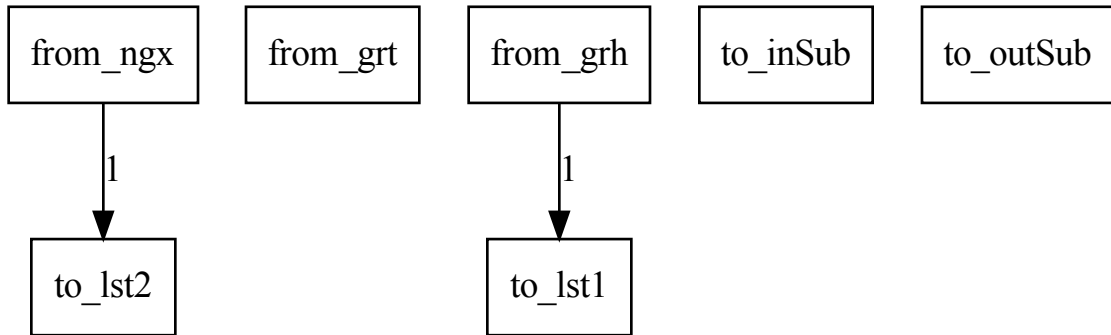 from_ngx
from_grt
from_grh
to_inSub
to_outSub
1
1
to_lst2
to_lst1